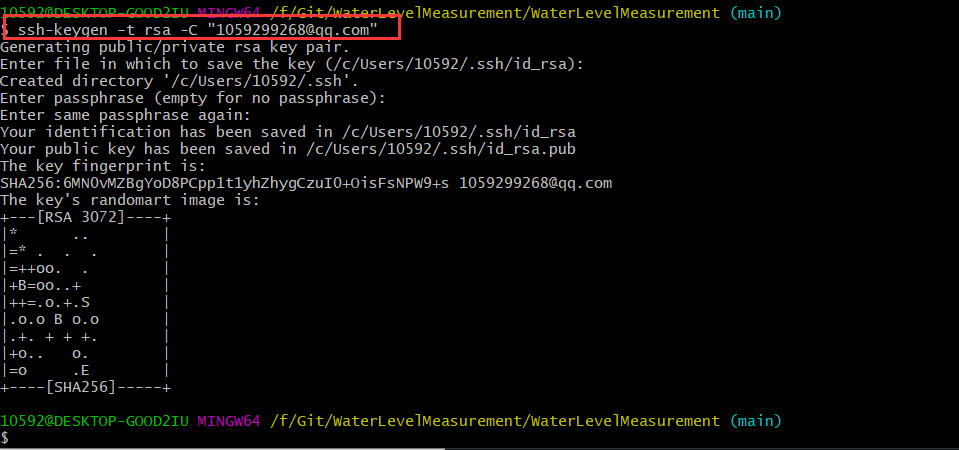 10592@DESKTOP-GOOD2IU MINGW64 /f/Git/WaterLevelMeasurement/WaterLevelMeasurement (main)
$ ssh-keygen -t rsa -C "1059299268@qq.com"
Generating public/private rsa key pair.
Enter file in which to save the key (/c/Users/10592/.ssh/id_rsa):
Created directory '/c/Users/10592/.ssh'.
Enter passphrase (empty for no passphrase):
Enter same passphrase again:
Your identification has been saved in /c/Users/10592/.ssh/id_rsa
Your public key has been saved in /c/Users/10592/.ssh/id_rsa.pub
The key fingerprint is:
SHA256:6MNOvMZBgYoD8PCpp1t1yhZhygCzuIO+OisFsNPW9+s 1059299268@qq.com
The key's randomart image is:
+---[RSA 3072]----+
|*      ..        |
|=* .  .  .       |
|=++oo.  .        |
|+B=oo..+         |
|++=.o.+.S        |
|.o.o B o.o       |
|.+. + + +.       |
|+o..   o.        |
|=o     .E        |
+----[SHA256]-----+
10592@DESKTOP-GOOD2IU MINGW64 /f/Git/WaterLevelMeasurement/WaterLevelMeasurement (main)
$